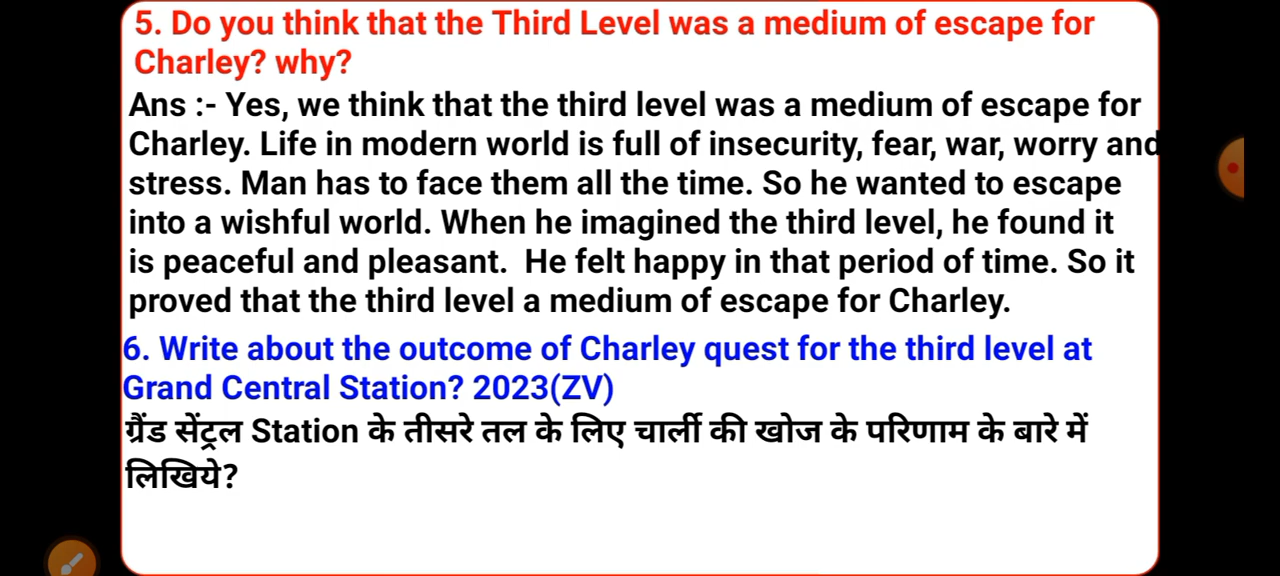 5. Do you think that the Third Level was a medium of escape for
Charley? why?
Ans :- Yes, we think that the third level was a medium of escape for
Charley. Life in modern world is full of insecurity, fear, war, worry and
stress. Man has to face them all the time. So he wanted to escape
into a wishful world. When he imagined the third level, he found it
is peaceful and pleasant. He felt happy in that period of time. So it
proved that the third level a medium of escape for Charley.
6. Write about the outcome of Charley quest for the third level at
Grand Central Station? 2023(ZV)
ग्रैंड सेंट्रल Station के तीसरे तल के लिए चार्ली की खोज के परिणाम के बारे में
लिखिये?